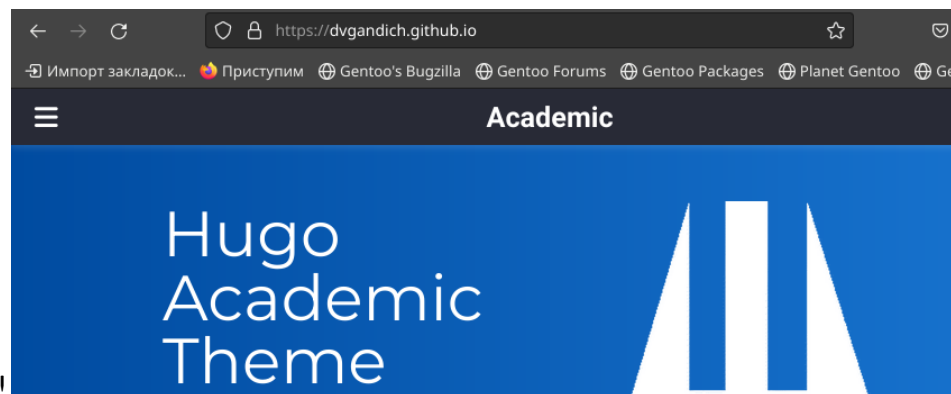 https://dvgandich.github.io
Импорт закладок... Приступим Gentoo's Bugzilla Gentoo Forums Gentoo Packages Planet Gentoo Ge
Academic
Hugo
Academic
Theme